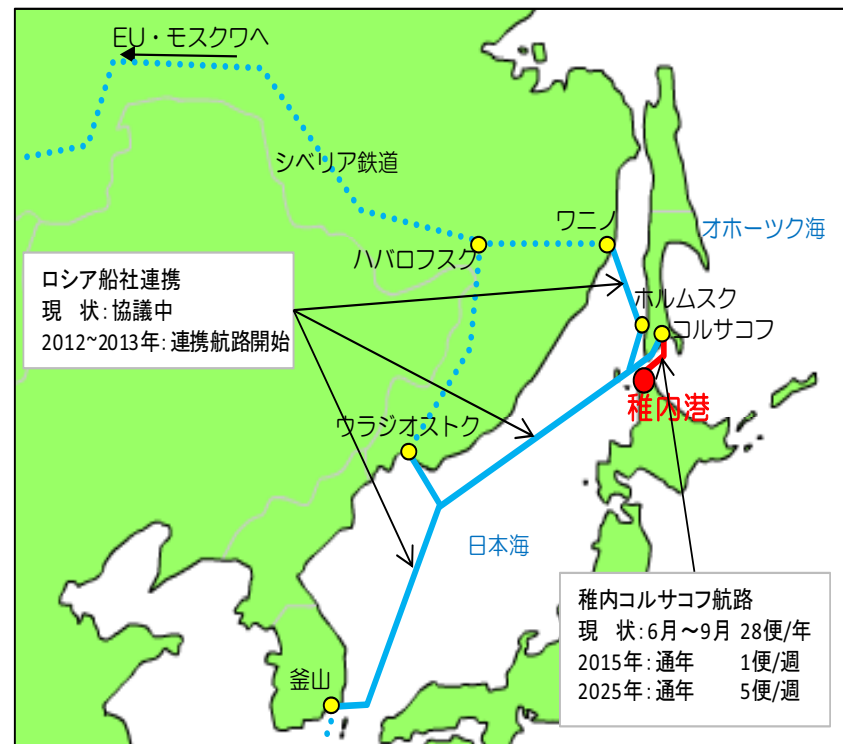 EU・モスクワへ
シベリア鉄道
ワニノ
オホーツク海
ハバロフスク
ロシア船社連携
現　状：協議中
2012~2013年：連携航路開始
ホルムスク
コルサコフ
稚内港
ウラジオストク
日本海
稚内コルサコフ航路
現　状：6月～9月 28便/年
2015年：通年　　1便/週
2025年：通年　　5便/週
釜山